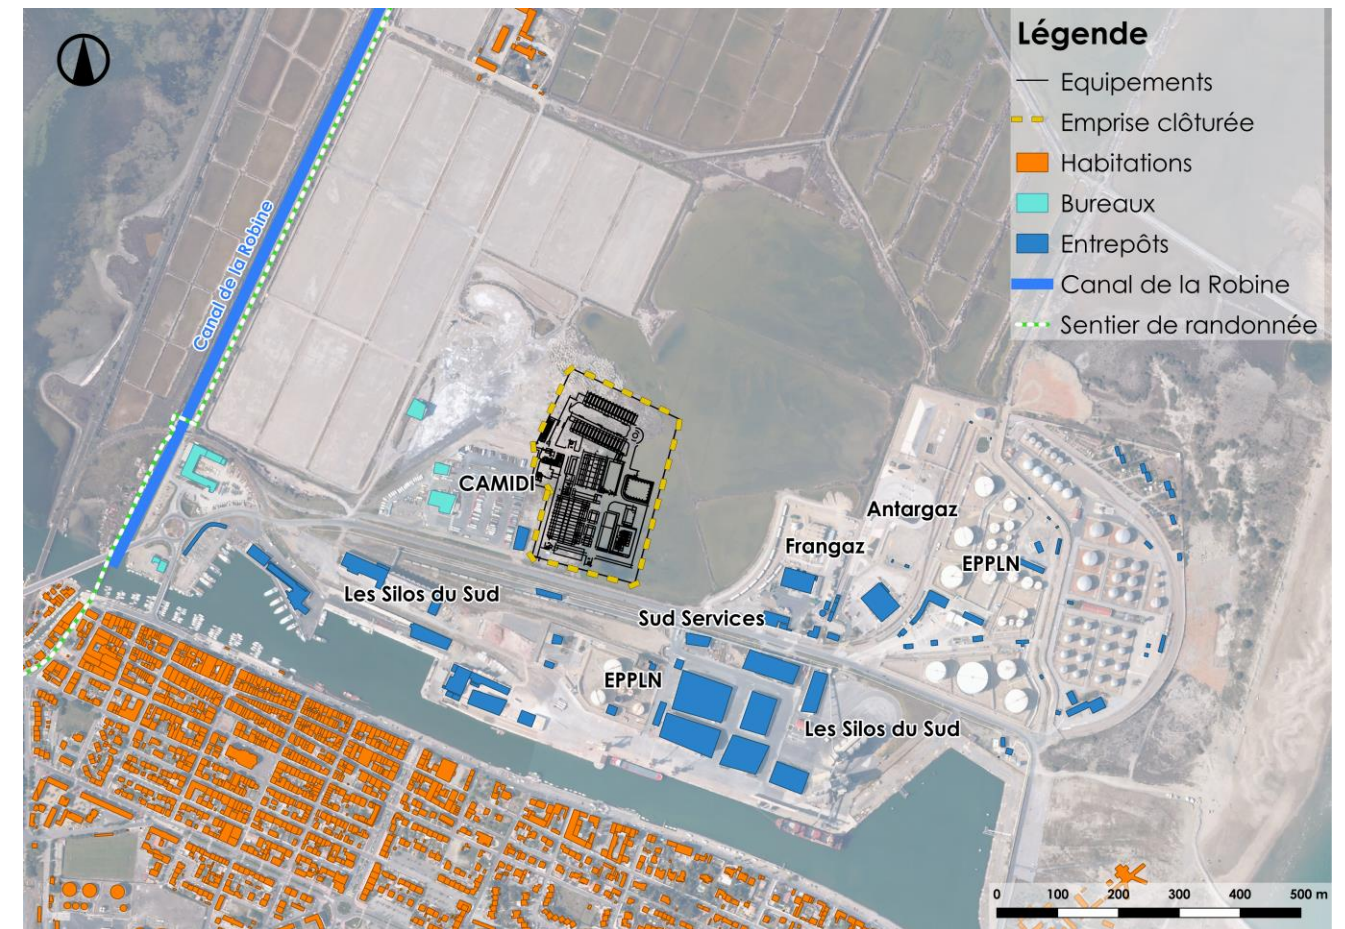 Légende
Equipements
Emprise clôturée
Habitations
Bureaux
Entrepôts
Canal de la Robine
Sentier de randonnée
Canal de la Robine
CAMIDI
Antargaz
Frangaz
EPPLN
Les Silos du Sud
Sud Services
EPPLN
Les Silos du Sud
0 100 200 300 400 500 m